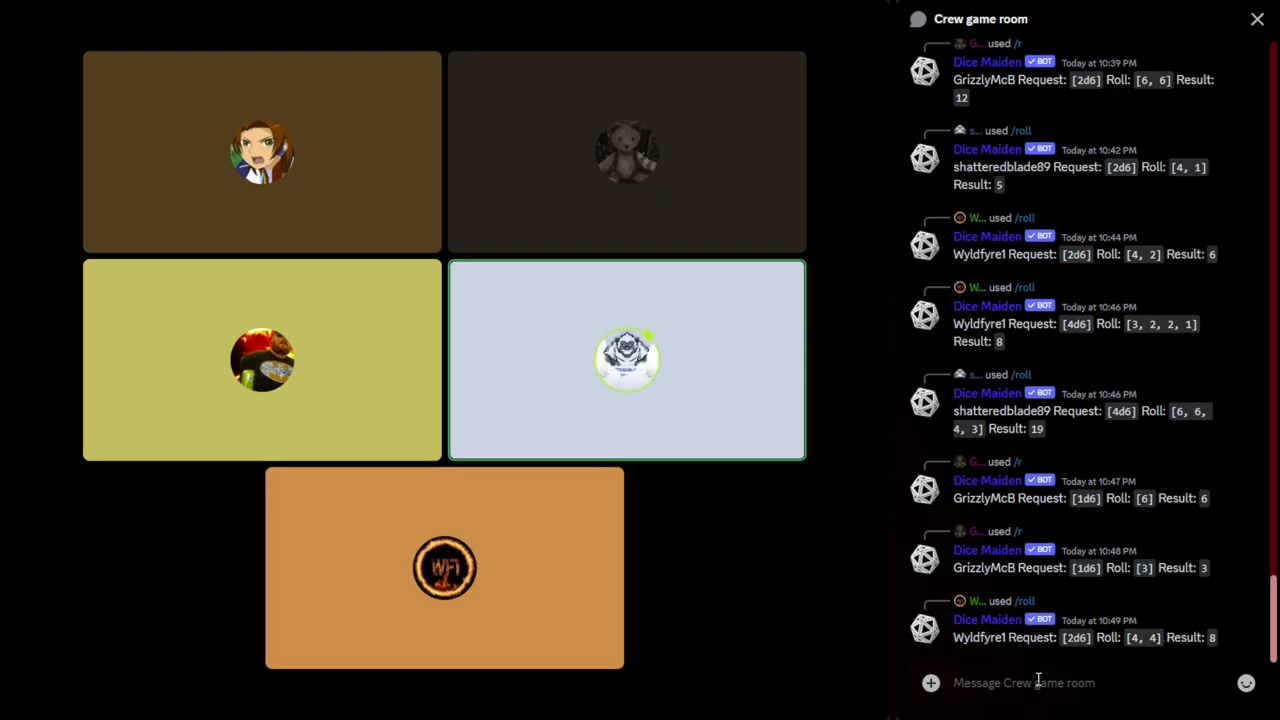 Crew game room
G... used /r
Dice Maiden ✓ BOT Today at 10:39 PM
GrizzlyMcB Request: [2d6] Roll: [6, 6] Result:
12
s... used /roll
Dice Maiden ✓ BOT Today at 10:42 PM
shatteredblade89 Request: [2d6] Roll: [4, 1]
Result: 5
W... used /roll
Dice Maiden ✓ BOT Today at 10:44 PM
Wyldfyre1 Request: [2d6] Roll: [4, 2] Result: 6
W... used /roll
Dice Maiden ✓ BOT Today at 10:46 PM
Wyldfyre1 Request: [4d6] Roll: [3, 2, 2, 1]
Result: 8
s... used /roll
Dice Maiden ✓ BOT Today at 10:46 PM
shatteredblade89 Request: [4d6] Roll: [6, 6,
4, 3] Result: 19
G... used /r
Dice Maiden ✓ BOT Today at 10:47 PM
GrizzlyMcB Request: [1d6] Roll: [6] Result: 6
G... used /r
Dice Maiden ✓ BOT Today at 10:48 PM
GrizzlyMcB Request: [1d6] Roll: [3] Result: 3
W... used /roll
Dice Maiden ✓ BOT Today at 10:49 PM
Wyldfyre1 Request: [2d6] Roll: [4, 4] Result: 8
Message Crew game room